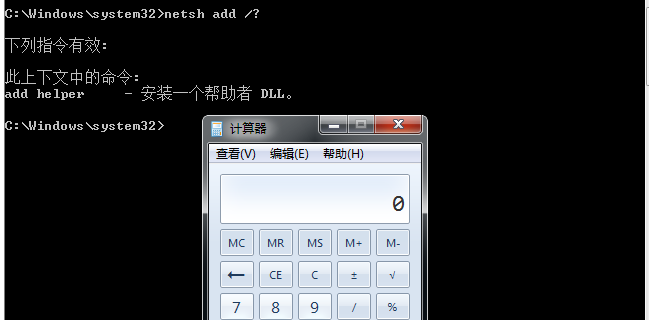 C:\Windows\system32>netsh add /?
下列指令有效:
此上下文中的命令:
add helper     - 安装一个帮助者 DLL。
C:\Windows\system32>
计算器
查看(V) 编辑(E) 帮助(H)
0
MC MR MS M+ M-
← CE C ± √
7 8 9 / %